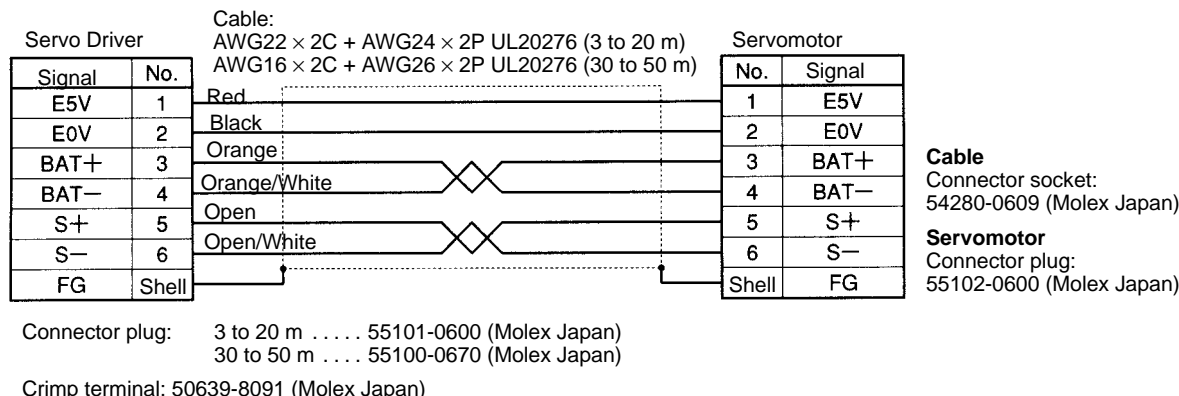 Cable:
Servo Driver
AWG22 × 2C + AWG24 × 2P UL20276 (3 to 20 m)
AWG16 × 2C + AWG26 × 2P UL20276 (30 to 50 m)
Servomotor
Signal No.
E5V 1
E0V 2
BAT+ 3
BAT− 4
S+ 5
S− 6
FG Shell
Red
Black
Orange
Orange/White
Open
Open/White
No. Signal
1 E5V
2 E0V
3 BAT+
4 BAT−
5 S+
6 S−
Shell FG
Cable
Connector socket:
54280-0609 (Molex Japan)
Servomotor
Connector plug:
55102-0600 (Molex Japan)
Connector plug: 3 to 20 m . . . . . 55101-0600 (Molex Japan)
30 to 50 m . . . . 55100-0670 (Molex Japan)
Crimp terminal: 50639-8091 (Molex Japan)